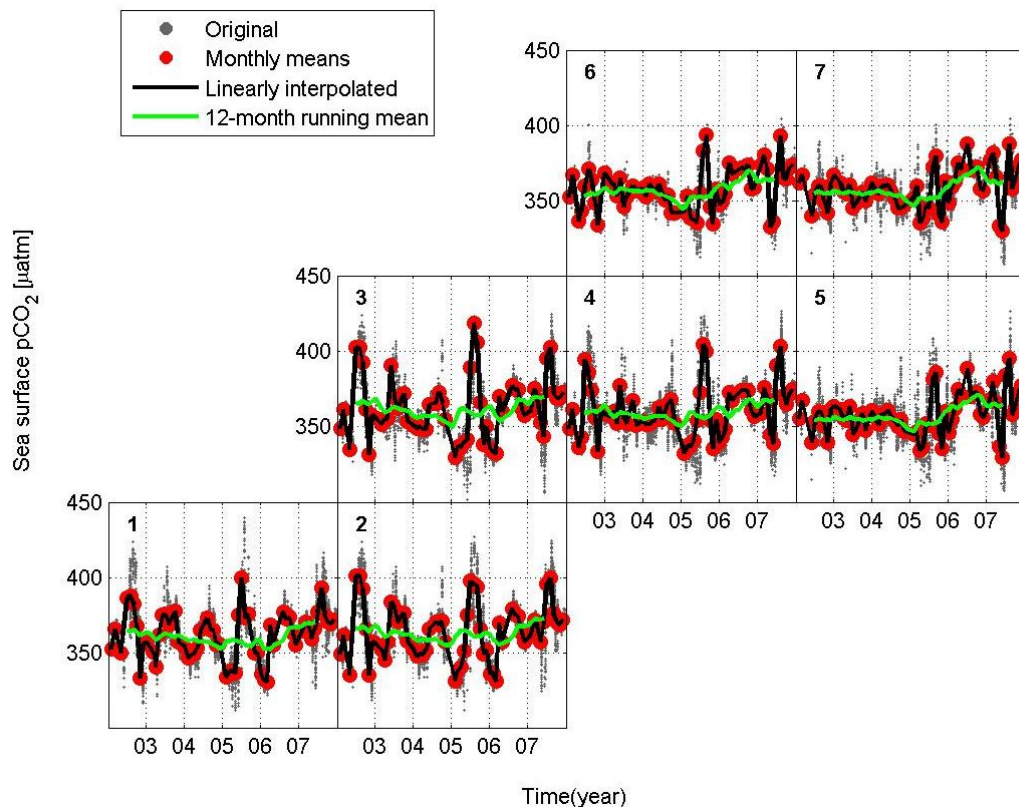 Original
Monthly means
Linearly interpolated
12-month running mean
450
400
350
6
7
450
400
350
3
4
5
03 04 05 06 07
03 04 05 06 07
450
400
350
1
2
03 04 05 06 07
03 04 05 06 07
Sea surface pCO₂ [µatm]
Time(year)